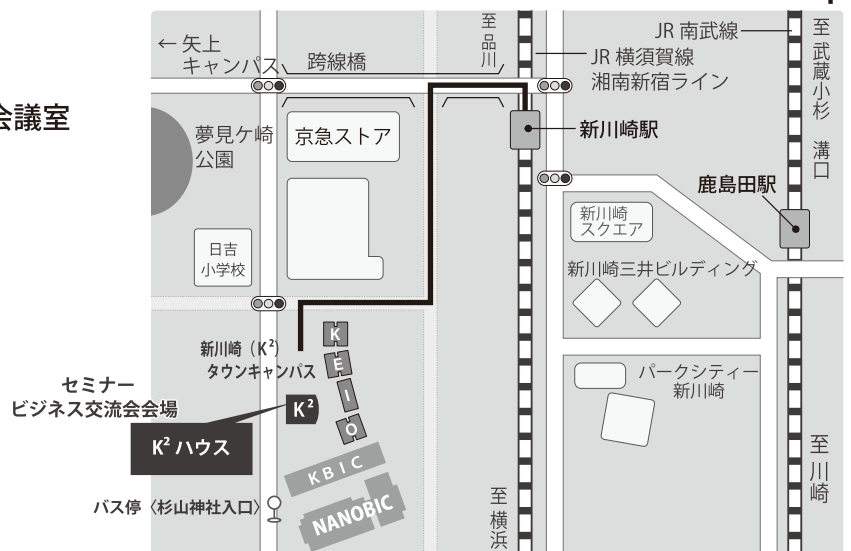 至品川
JR 南武線
至武蔵小杉 溝口
← 矢上
キャンパス
跨線橋
JR 横須賀線
湘南新宿ライン
会議室
夢見ケ崎
公園
京急ストア
新川崎駅
鹿島田駅
日吉
小学校
新川崎
スクエア
新川崎三井ビルディング
新川崎（K²）
タウンキャンパス
K
E
I
O
パークシティー
新川崎
セミナー
ビジネス交流会会場
K²
K² ハウス
KBIC
NANOBIC
バス停〈杉山神社入口〉
至横浜
至川崎